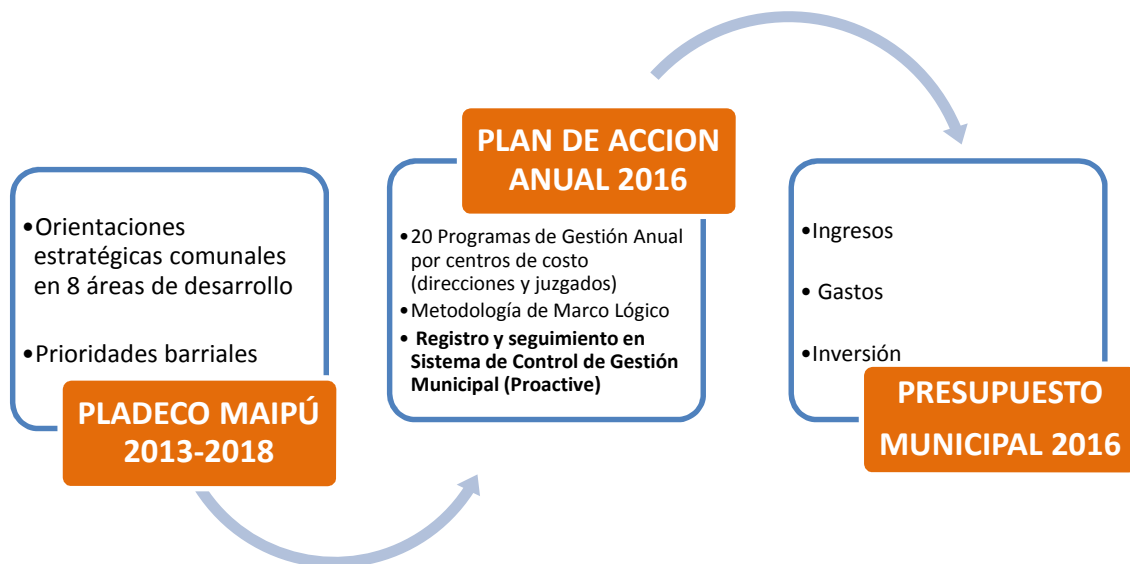 •Orientaciones
estratégicas comunales
en 8 áreas de desarrollo
•Prioridades barriales
PLADECO MAIPÚ
2013-2018
PLAN DE ACCION
ANUAL 2016
•20 Programas de Gestión Anual
por centros de costo
(direcciones y juzgados)
•Metodología de Marco Lógico
• Registro y seguimiento en
Sistema de Control de Gestión
Municipal (Proactive)
•Ingresos
• Gastos
•Inversión
PRESUPUESTO
MUNICIPAL 2016